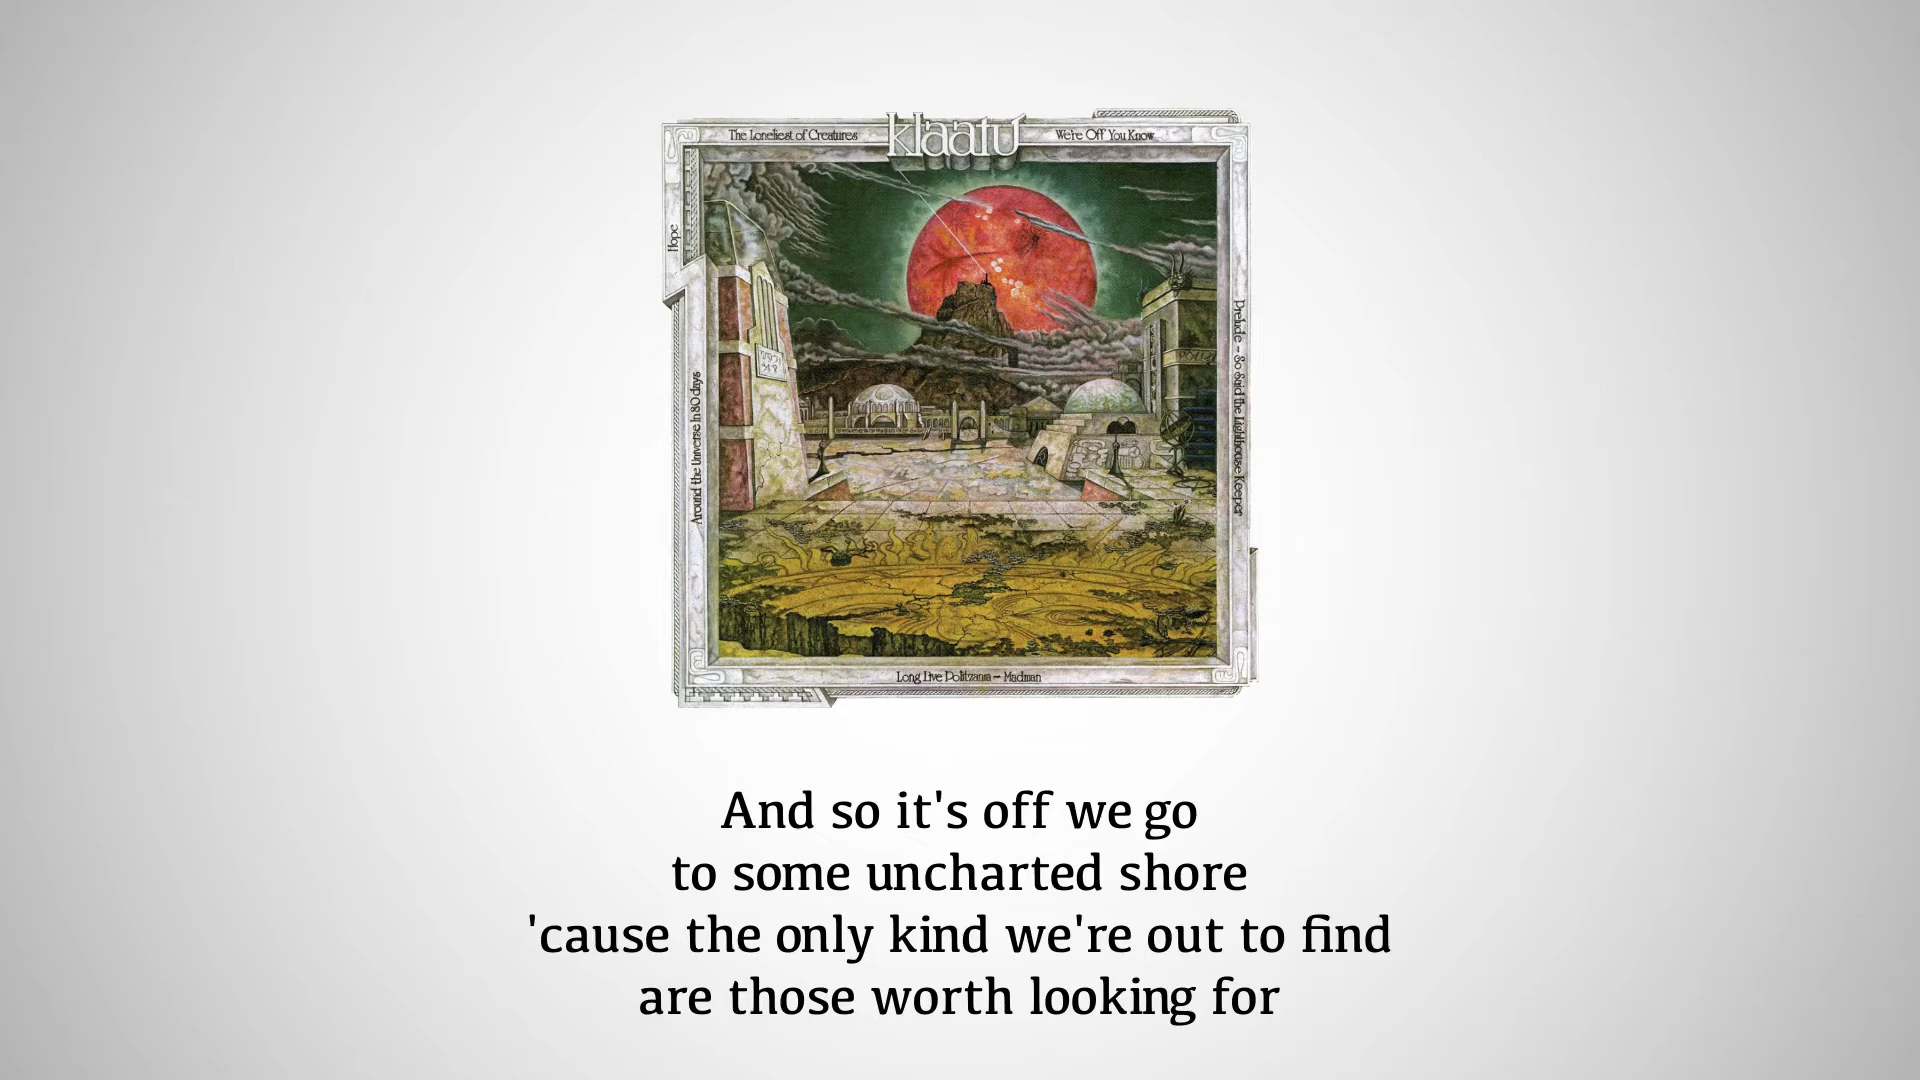 klaatu
The Loneliest of Creatures
We're Off You Know
Hope
Around the Universe in 80 days
Prelude - So Said the Lighthouse Keeper
Long Live Politzania - Madman
And so it's off we go
to some uncharted shore
'cause the only kind we're out to find
are those worth looking for